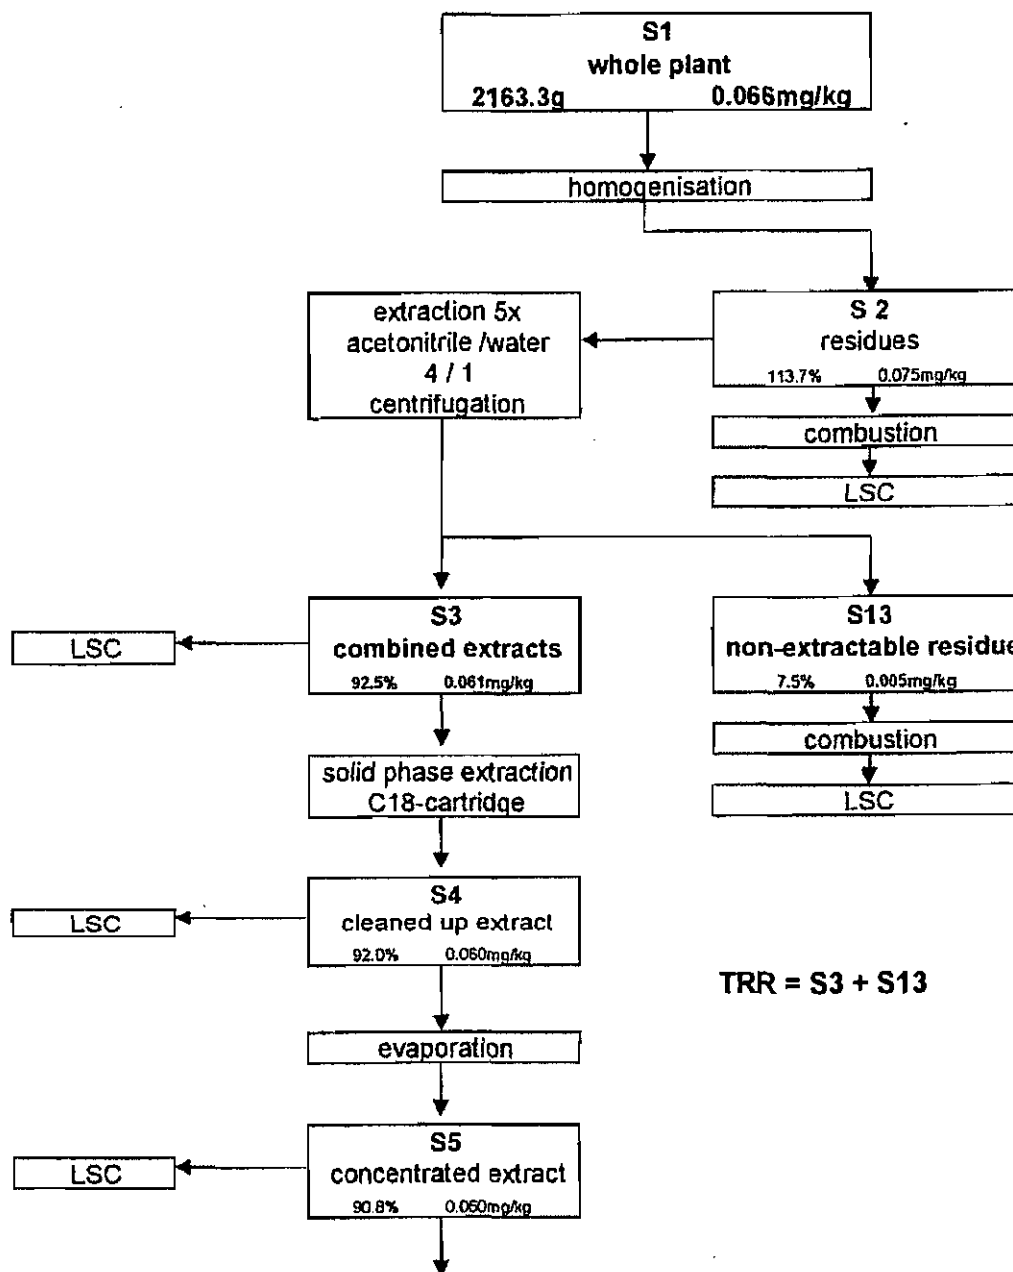 S1
whole plant
2163.3g 0.066mg/kg
homogenisation
extraction 5x
acetonitrile /water
4 / 1
centrifugation
S 2
residues
113.7% 0.075mg/kg
combustion
LSC
S3
combined extracts
92.5% 0.061mg/kg
LSC
S13
non-extractable residue
7.5% 0.005mg/kg
combustion
LSC
solid phase extraction
C18-cartridge
S4
cleaned up extract
92.0% 0.060mg/kg
LSC
TRR = S3 + S13
evaporation
S5
concentrated extract
90.8% 0.060mg/kg
LSC